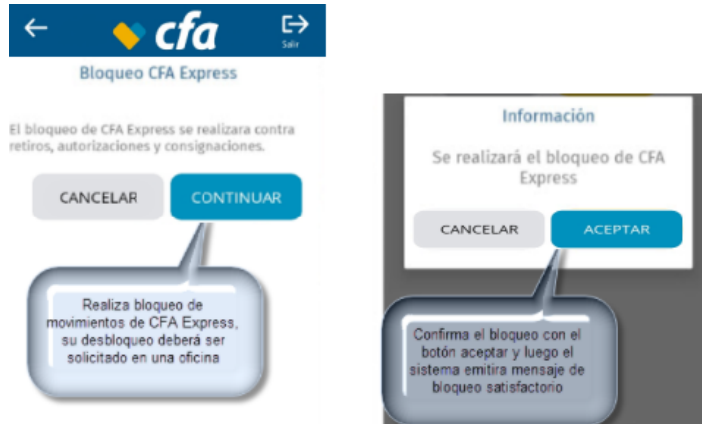 cfa
Salir
Bloqueo CFA Express
El bloqueo de CFA Express se realizara contra
retiros, autorizaciones y consignaciones.
CANCELAR
CONTINUAR
Realiza bloqueo de
movimientos de CFA Express,
su desbloqueo deberá ser
solicitado en una oficina
Información
Se realizará el bloqueo de CFA
Express
CANCELAR
ACEPTAR
Confirma el bloqueo con el
botón aceptar y luego el
sistema emitira mensaje de
bloqueo satisfactorio